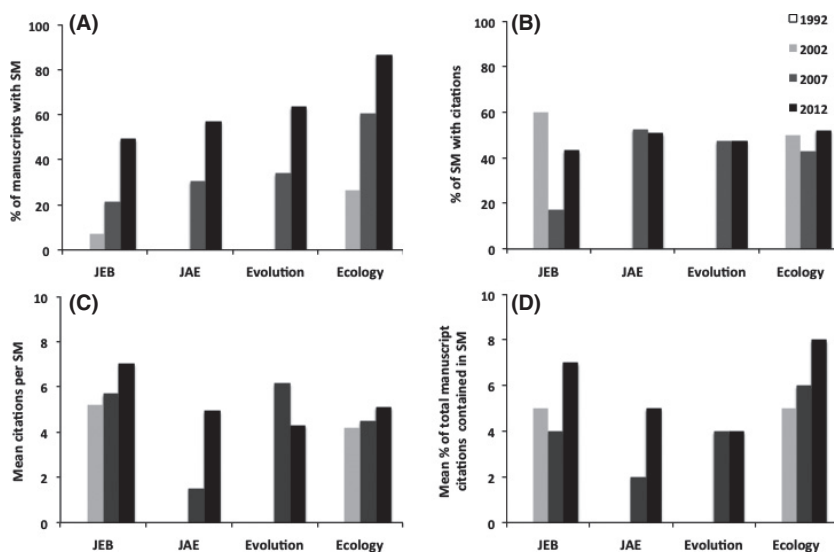 (A)
% of manuscripts with SM
100
80
60
40
20
0
JEB JAE Evolution Ecology
(B)
% of SM with citations
100
80
60
40
20
0
JEB JAE Evolution Ecology
1992
2002
2007
2012
(C)
Mean citations per SM
10
8
6
4
2
0
JEB JAE Evolution Ecology
(D)
Mean % of total manuscript
citations contained in SM
10
8
6
4
2
0
JEB JAE Evolution Ecology